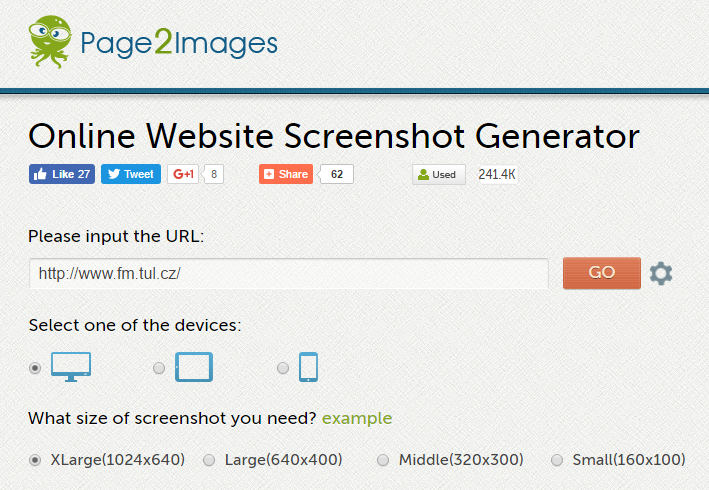 Page2Images
Online Website Screenshot Generator
Like 27 Tweet G+1 8 Share 62 Used 241.4K
Please input the URL:
http://www.fm.tul.cz/ GO
Select one of the devices:
What size of screenshot you need? example
XLarge(1024x640) Large(640x400) Middle(320x300) Small(160x100)